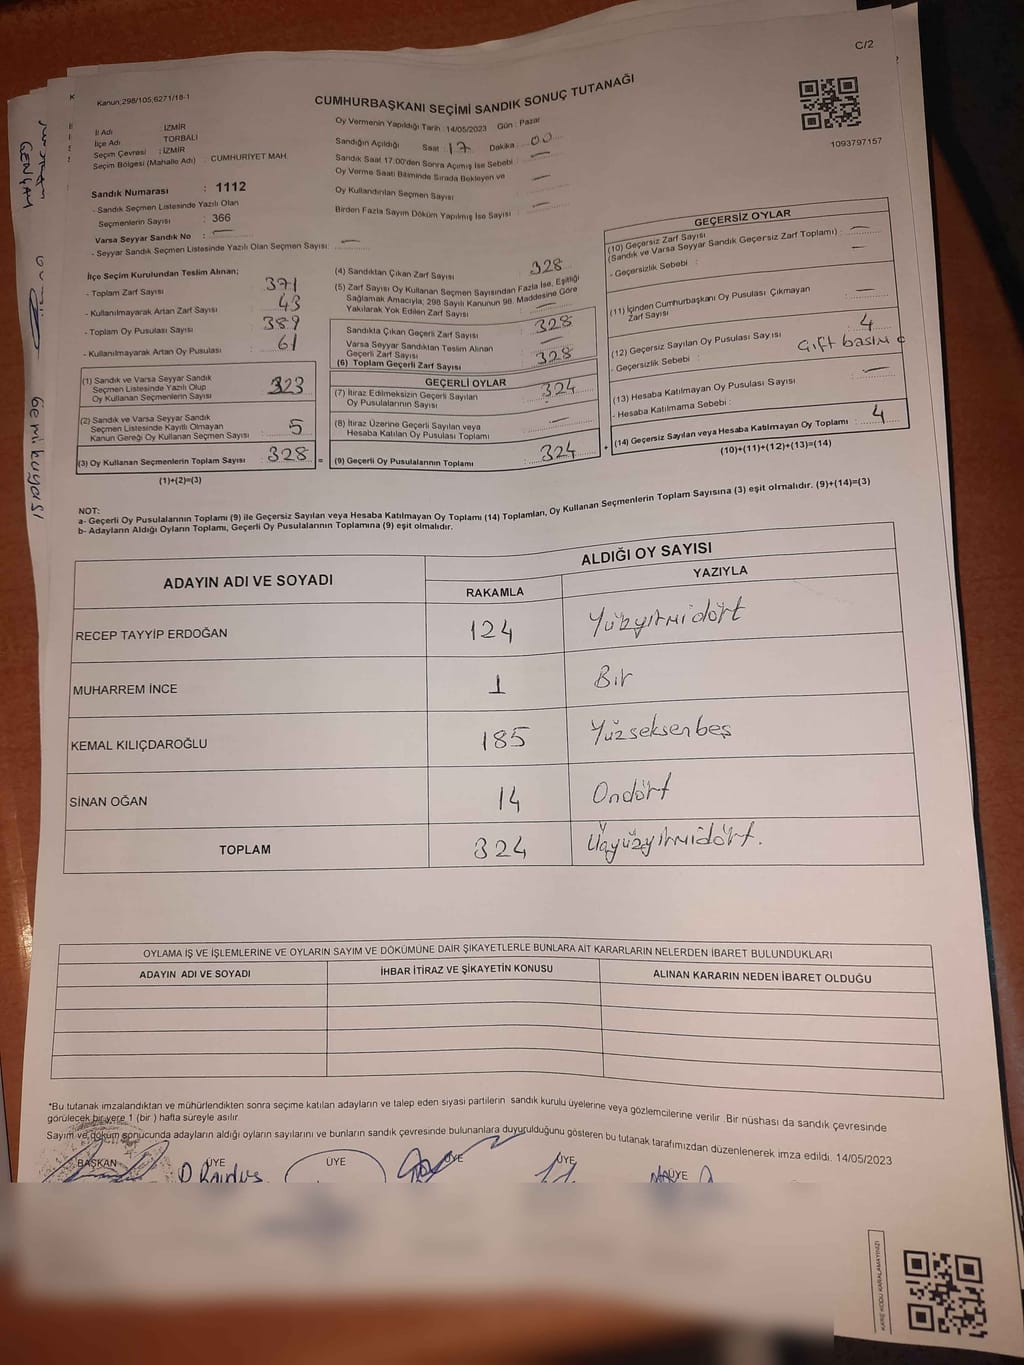 C/2
Kanun;298/105;6271/18-1
CUMHURBAŞKANI SEÇİMİ SANDIK SONUÇ TUTANAĞI
1093797157
İl Adı : İZMİR
İlçe Adı TORBALI
Seçim Çevresi : İZMİR
Seçim Bölgesi (Mahalle Adı) : CUMHURİYET MAH
Sandık Numarası : 1112
- Sandık Seçmen Listesinde Yazılı Olan
Seçmenlerin Sayısı : 366
Varsa Seyyar Sandık No : —
- Seyyar Sandık Seçmen Listesinde Yazılı Olan Seçmen Sayısı: —
Oy Vermenin Yapıldığı Tarih : 14/05/2023 Gün : Pazar
Sandığın Açıldığı Saat : 17 Dakika : 00
Sandık Saat 17.00'den Sonra Açımış İse Sebebi : —
Oy Verme Saati Bitiminde Sırada Bekleyen ve
Oy Kullandırılan Seçmen Sayısı —
Birden Fazla Sayım Döküm Yapılmış İse Sayısı : —
İlçe Seçim Kurulundan Teslim Alınan;
- Toplam Zarf Sayısı 371
- Kullanılmayarak Artan Zarf Sayısı : 43
- Toplam Oy Pusulası Sayısı : 389
- Kullanılmayarak Artan Oy Pusulası : 61
(1) Sandık ve Varsa Seyyar Sandık
Seçmen Listesinde Yazılı Olup
Oy Kullanan Seçmenlerin Sayısı : 323
(2) Sandık ve Varsa Seyyar Sandık
Seçmen Listesinde Kayıtlı Olmayan
Kanun Gereği Oy Kullanan Seçmen Sayısı : 5
(3) Oy Kullanan Seçmenlerin Toplam Sayısı 328 =
(1)+(2)=(3)
(4) Sandıktan Çıkan Zarf Sayısı : 328
(5) Zarf Sayısı Oy Kullanan Seçmen Sayısından Fazla İse, Eşitliği
Sağlamak Amacıyla; 298 Sayılı Kanunun 98. Maddesine Göre
Yakılarak Yok Edilen Zarf Sayısı : —
Sandıkla Çıkan Geçerli Zarf Sayısı : 328
Varsa Seyyar Sandıktan Teslim Alınan
Geçerli Zarf Sayısı : —
(6) Toplam Geçerli Zarf Sayısı : 328
GEÇERLİ OYLAR
(7) İtiraz Edilmeksizin Geçerli Sayılan
Oy Pusulalarının Sayısı : 324
(8) İtiraz Üzerine Geçerli Sayılan veya
Hesaba Katılan Oy Pusulası Toplamı : —
(9) Geçerli Oy Pusulalarının Toplamı : 324 +
GEÇERSİZ OYLAR
(10) Geçersiz Zarf Sayısı
(Sandık ve Varsa Seyyar Sandık Geçersiz Zarf Toplamı) : —
- Geçersizlik Sebebi : —
(11) İçinden Cumhurbaşkanı Oy Pusulası Çıkmayan
Zarf Sayısı : —
(12) Geçersiz Sayılan Oy Pusulası Sayısı : 4
- Geçersizlik Sebebi : Çift basım
(13) Hesaba Katılmayan Oy Pusulası Sayısı : —
- Hesaba Katılmama Sebebi :
(14) Geçersiz Sayılan veya Hesaba Katılmayan Oy Toplamı : 4
(10)+(11)+(12)+(13)=(14)
NOT:
a- Geçerli Oy Pusulalarının Toplamı (9) ile Geçersiz Sayılan veya Hesaba Katılmayan Oy Toplamı (14) Toplamları, Oy Kullanan Seçmenlerin Toplam Sayısına (3) eşit olmalıdır. (9)+(14)=(3)
b- Adayların Aldığı Oyların Toplamı, Geçerli Oy Pusulalarının Toplamına (9) eşit olmalıdır.
ADAYIN ADI VE SOYADI
ALDIĞI OY SAYISI
RAKAMLA YAZIYLA
RECEP TAYYİP ERDOĞAN 124 Yüzyirmidört
MUHARREM İNCE 1 Bir
KEMAL KILIÇDAROĞLU 185 Yüzseksenbeş
SİNAN OĞAN 14 Ondört
TOPLAM 324 Üçyüzyirmidört.
OYLAMA İŞ VE İŞLEMLERİNE VE OYLARIN SAYIM VE DÖKÜMÜNE DAİR ŞİKAYETLERLE BUNLARA AİT KARARLARIN NELERDEN İBARET BULUNDUKLARI
ADAYIN ADI VE SOYADI İHBAR İTİRAZ VE ŞİKAYETİN KONUSU ALINAN KARARIN NEDEN İBARET OLDUĞU
*Bu tutanak imzalandıktan ve mühürlendikten sonra seçime katılan adayların ve talep eden siyasi partilerin sandık kurulu üyelerine veya gözlemcilerine verilir. Bir nüshası da sandık çevresinde
görülecek bir yere 1 (bir ) hafta süreyle asılır.
Sayım ve döküm sonucunda adayların aldığı oyların sayılarını ve bunların sandık çevresinde bulunanlara duyurulduğunu gösteren bu tutanak tarafımızdan düzenlenerek imza edildi. 14/05/2023
BAŞKAN ÜYE ÜYE ÜYE ÜYE ÜYE
KARE KODU KARALAMAYINIZ!